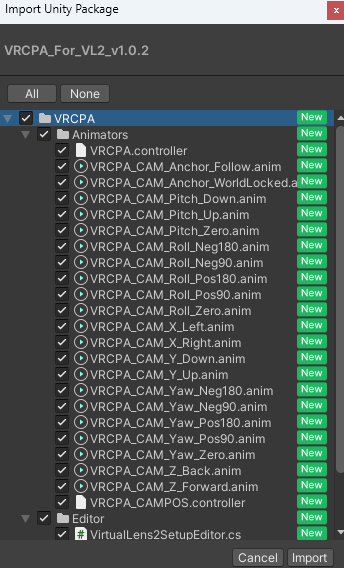 Import Unity Package
x
VRCPA_For_VL2_v1.0.2
All None
VRCPA New
Animators New
VRCPA.controller New
VRCPA_CAM_Anchor_Follow.anim New
VRCPA_CAM_Anchor_WorldLocked.a New
VRCPA_CAM_Pitch_Down.anim New
VRCPA_CAM_Pitch_Up.anim New
VRCPA_CAM_Pitch_Zero.anim New
VRCPA_CAM_Roll_Neg180.anim New
VRCPA_CAM_Roll_Neg90.anim New
VRCPA_CAM_Roll_Pos180.anim New
VRCPA_CAM_Roll_Pos90.anim New
VRCPA_CAM_Roll_Zero.anim New
VRCPA_CAM_X_Left.anim New
VRCPA_CAM_X_Right.anim New
VRCPA_CAM_Y_Down.anim New
VRCPA_CAM_Y_Up.anim New
VRCPA_CAM_Yaw_Neg180.anim New
VRCPA_CAM_Yaw_Neg90.anim New
VRCPA_CAM_Yaw_Pos180.anim New
VRCPA_CAM_Yaw_Pos90.anim New
VRCPA_CAM_Yaw_Zero.anim New
VRCPA_CAM_Z_Back.anim New
VRCPA_CAM_Z_Forward.anim New
VRCPA_CAMPOS.controller New
Editor New
# VirtualLens2SetupEditor.cs New
Cancel Import